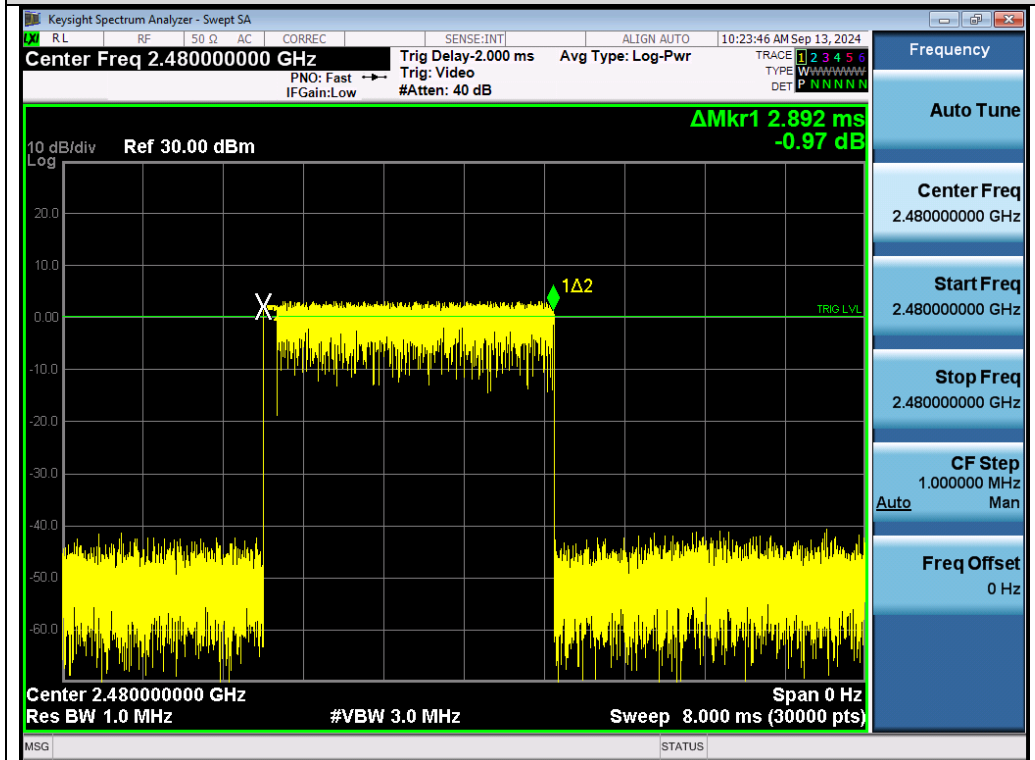 Keysight Spectrum Analyzer - Swept SA
LXI RL RF 50 Ω AC CORREC SENSE:INT ALIGN AUTO 10:23:46 AM Sep 13, 2024
Center Freq 2.480000000 GHz
PNO: Fast
IFGain:Low
Trig Delay-2.000 ms
Trig: Video
#Atten: 40 dB
Avg Type: Log-Pwr
TRACE 1 2 3 4 5 6
TYPE W
DET P N N N N N
ΔMkr1 2.892 ms
-0.97 dB
10 dB/div Ref 30.00 dBm
Log
20.0
10.0
0.00
-10.0
-20.0
-30.0
-40.0
-50.0
-60.0
1Δ2
TRIG LVL
Center 2.480000000 GHz Span 0 Hz
Res BW 1.0 MHz #VBW 3.0 MHz Sweep 8.000 ms (30000 pts)
MSG STATUS
Frequency
Auto Tune
Center Freq
2.480000000 GHz
Start Freq
2.480000000 GHz
Stop Freq
2.480000000 GHz
CF Step
1.000000 MHz
Auto Man
Freq Offset
0 Hz